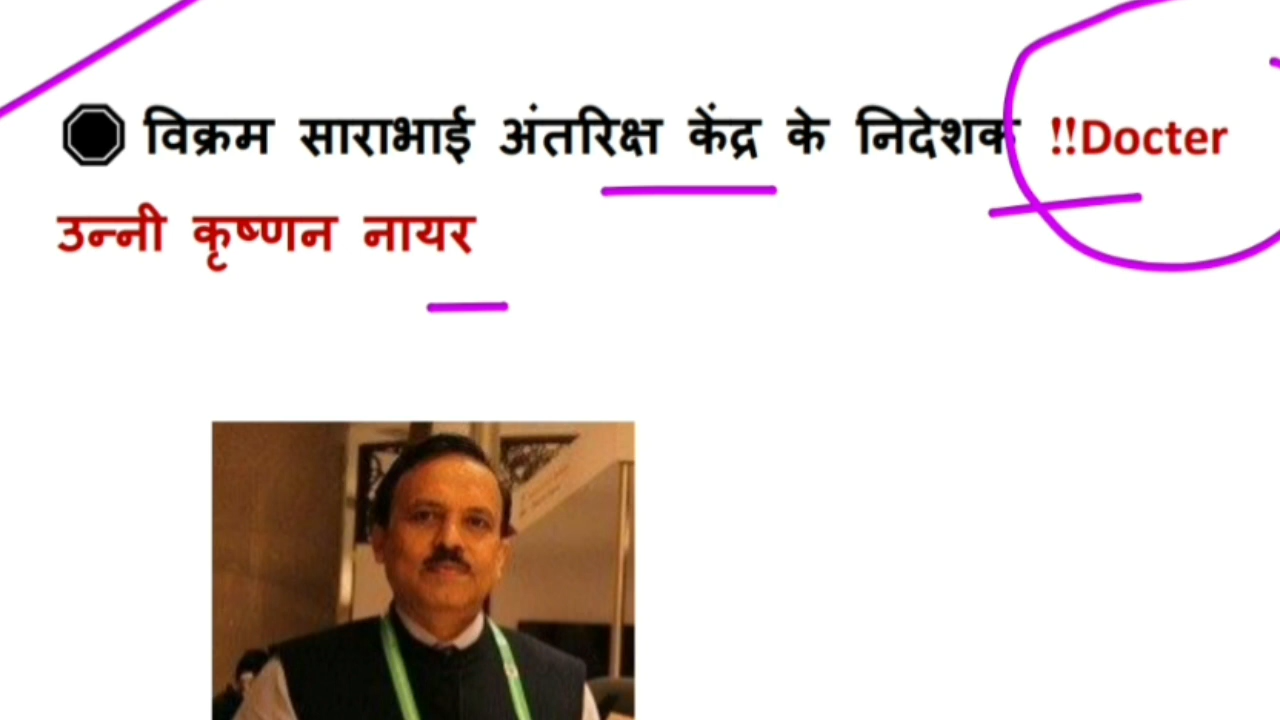 विक्रम साराभाई अंतरिक्ष केंद्र के निदेशक ‼Docter
उन्नी कृष्णन नायर